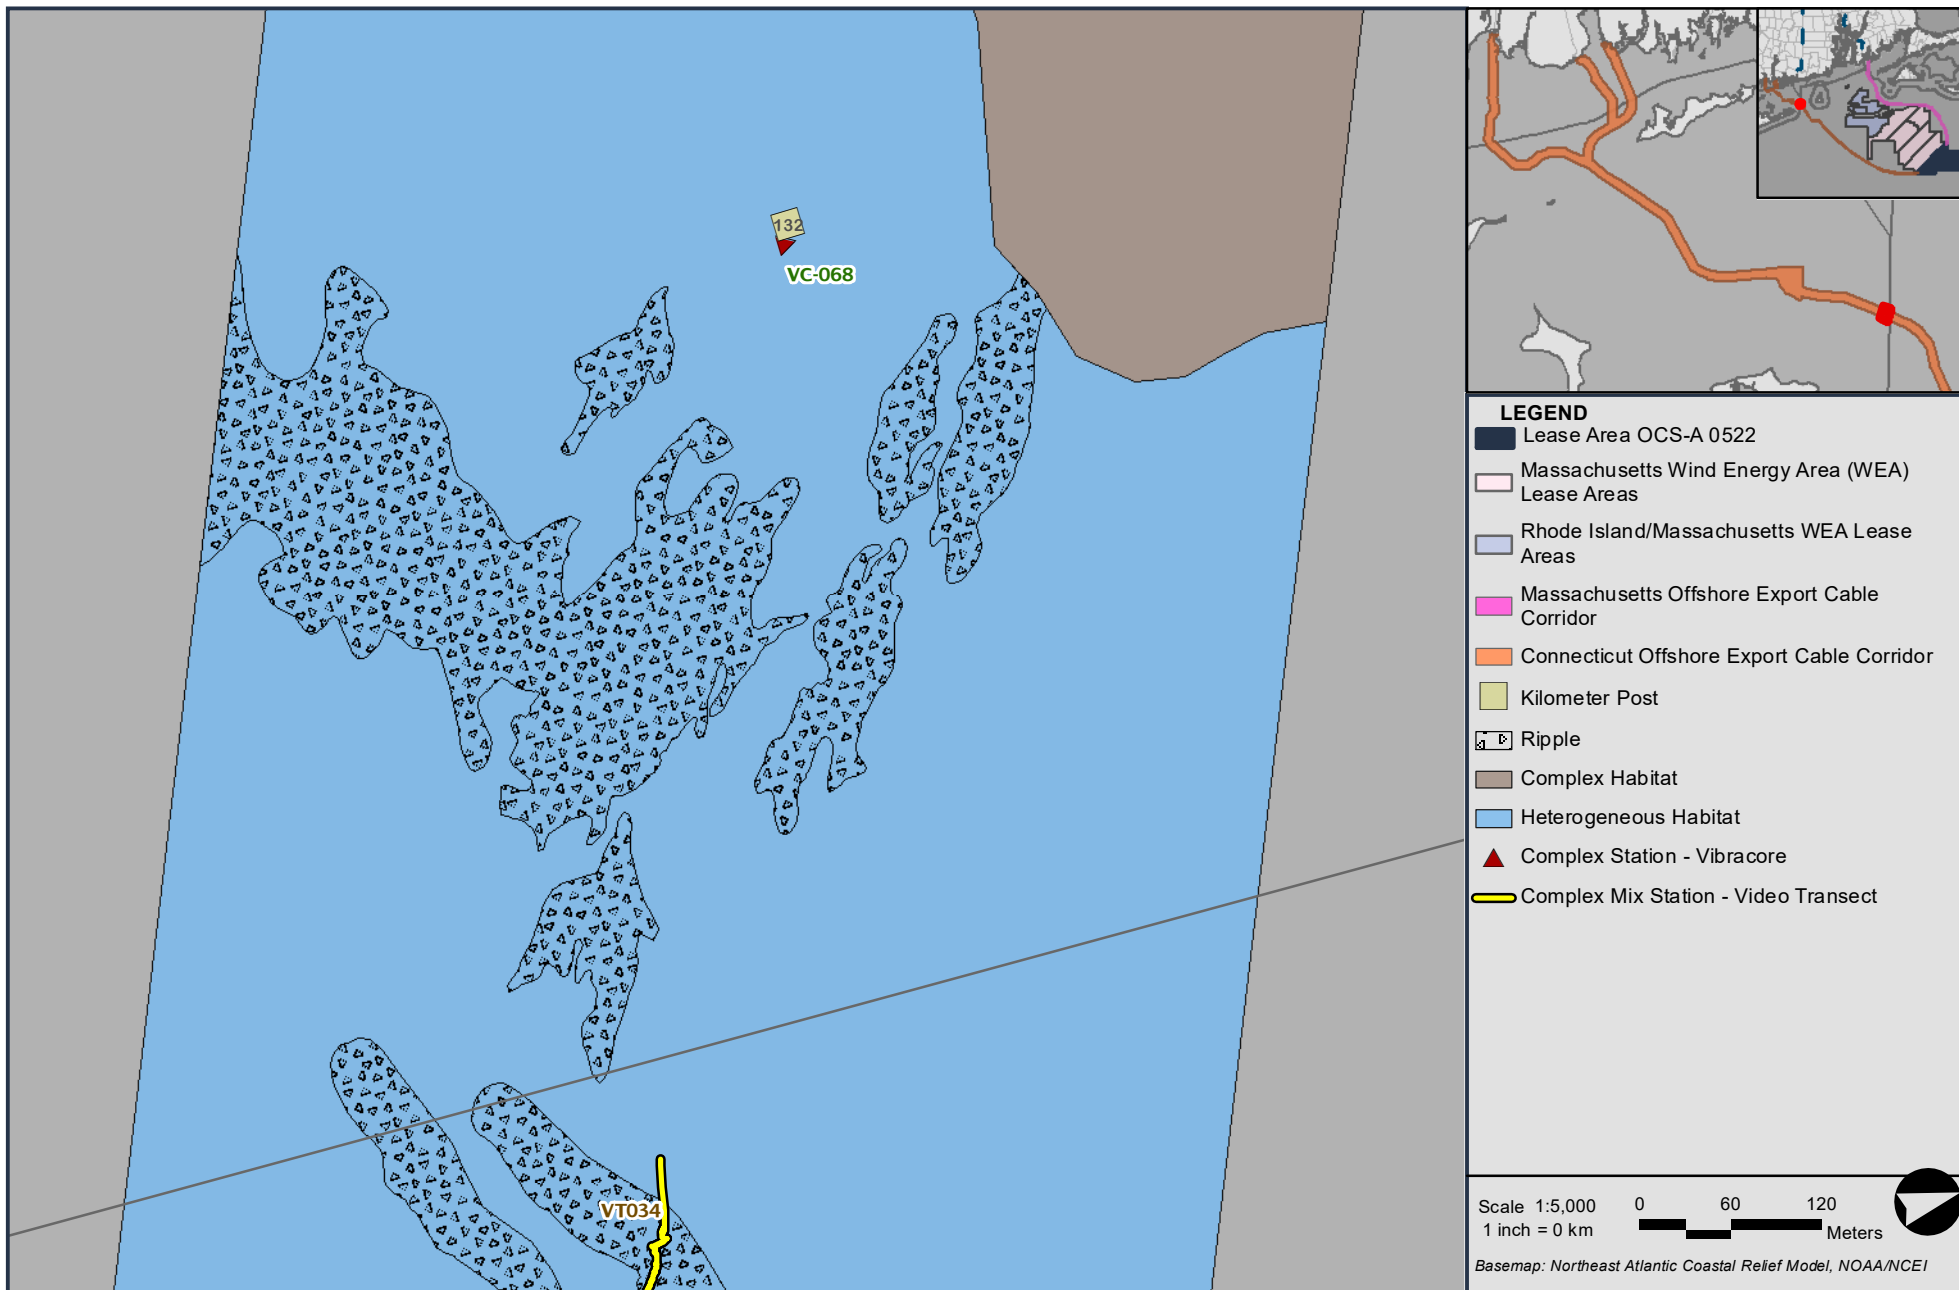 132
VC-068
VT034
LEGEND
Lease Area OCS-A 0522
Massachusetts Wind Energy Area (WEA)
Lease Areas
Rhode Island/Massachusetts WEA Lease
Areas
Massachusetts Offshore Export Cable
Corridor
Connecticut Offshore Export Cable Corridor
Kilometer Post
Ripple
Complex Habitat
Heterogeneous Habitat
Complex Station - Vibracore
Complex Mix Station - Video Transect
Scale 1:5,000
1 inch = 0 km
0 60 120
Meters
Basemap: Northeast Atlantic Coastal Relief Model, NOAA/NCEI